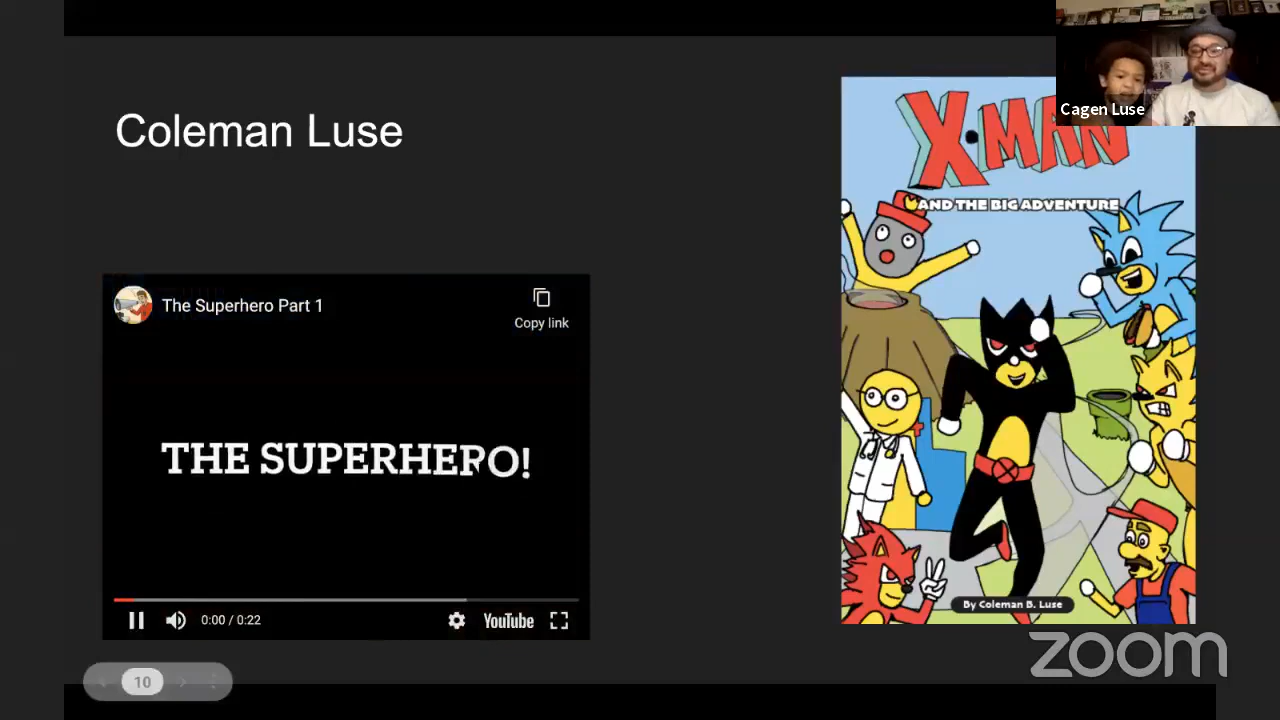 Coleman Luse
Cagen Luse
X-MAN
AND THE BIG ADVENTURE
The Superhero Part 1
Copy link
THE SUPERHERO!
0:00 / 0:22
YouTube
By Coleman B. Luse
zoom
10